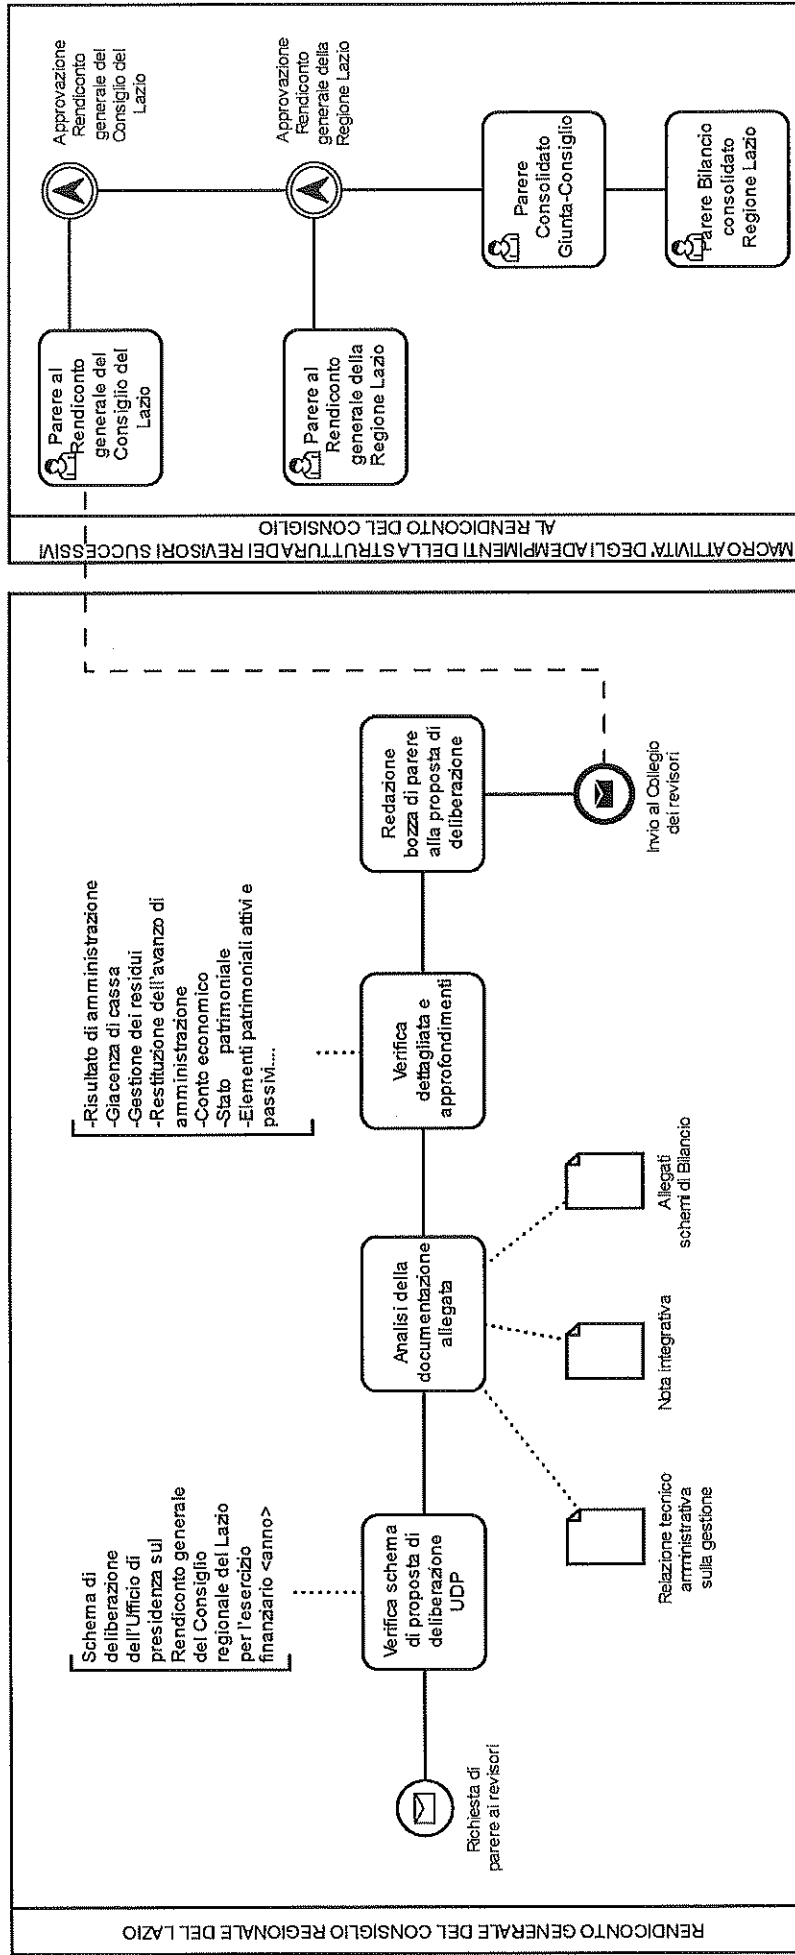 RENDICONTO GENERALE DEL CONSIGLIO REGIONALE DEL LAZIO
Richiesta di
parere ai revisori
Schema di
deliberazione
dell'Ufficio di
presidenza sul
Rendiconto generale
del Consiglio
regionale del Lazio
per l'esercizio
finanziario <anno>
Verifica schema
di proposta di
deliberazione
UDP
Analisi della
documentazione
allegata
Relazione tecnico
amministrativa
sulla gestione
Nota integrativa
Allegati
schemi di Bilancio
-Risultato di amministrazione
-Giacenza di cassa
-Gestione dei residui
-Restituzione dell'avanzo di
amministrazione
-Conto economico
-Stato patrimoniale
-Elementi patrimoniali attivi e
passivi....
Verifica
dettagliata e
approfondimenti
Redazione
bozza di parere
alla proposta di
deliberazione
Invio al Collegio
dei revisori
MACROATTIVITA' DEGLI ADEMPIMENTI DELLA STRUTTURA DEI REVISORI SUCCESSIVI
AL RENDICONTO DEL CONSIGLIO
Parere al
Rendiconto
generale del
Consiglio del
Lazio
Approvazione
Rendiconto
generale del
Consiglio del
Lazio
Parere al
Rendiconto
generale della
Regione Lazio
Approvazione
Rendiconto
generale della
Regione Lazio
Parere
Consolidato
Giunta-Consiglio
Parere Bilancio
consolidato
Regione Lazio